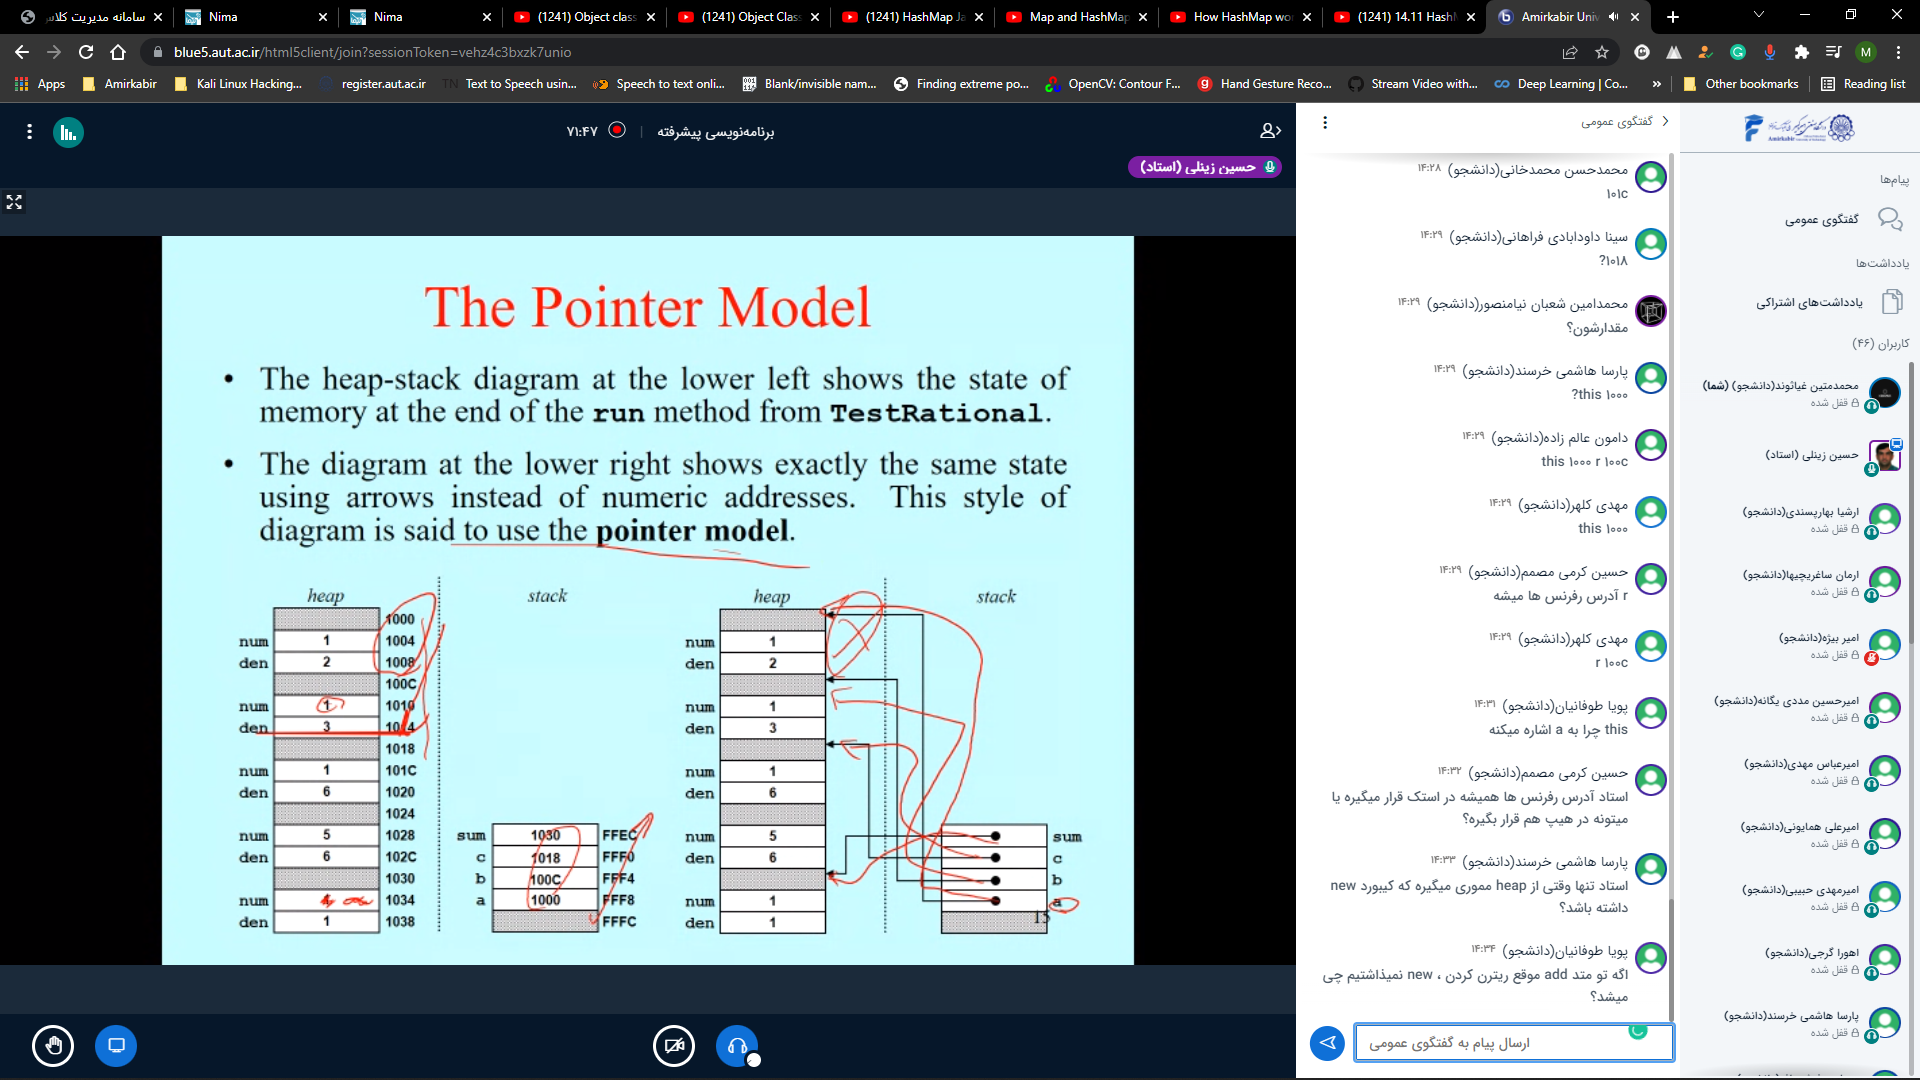 سامانه مدیریت کلاس
Nima
Nima
(1241) Object class
(1241) Object Clas
(1241) HashMap Ja
Map and HashMap
How HashMap wor
(1241) 14.11 Hash
Amirkabir Univ
blue5.aut.ac.ir/html5client/join?sessionToken=vehz4c3bxzk7unio
M
Apps
Amirkabir
Kali Linux Hacking...
register.aut.ac.ir
TN Text to Speech usin...
Speech to text onli...
Blank/invisible nam...
Finding extreme po...
OpenCV: Contour F...
Hand Gesture Reco...
Stream Video with...
Deep Learning | Co...
»
Other bookmarks
Reading list
برنامه‌نویسی پیشرفته
۷۱:۴۷
حسین زینلی (استاد)
The Pointer Model
• The heap-stack diagram at the lower left shows the state of
memory at the end of the run method from TestRational.
• The diagram at the lower right shows exactly the same state
using arrows instead of numeric addresses. This style of
diagram is said to use the pointer model.
heap
stack
1000
num 1 1004
den 2 1008
100C
num 1 1010
den 3 1014
1018
num 1 101C
den 6 1020
1024
num 5 1028
den 6 102C
1030
num 1034
den 1 1038
sum 1030 FFEC
c 1018 FFF0
b 100C FFF4
a 1000 FFF8
FFFC
heap
stack
num 1
den 2
num 1
den 3
num 1
den 6
num 5
den 6
num 1
den 1
sum
c
b
a
15
گفتگوی عمومی
محمدحسن محمدخانی(دانشجو) ۱۴:۲۸
۱۰۱c
سینا داودابادی فراهانی(دانشجو) ۱۴:۲۹
۱۰۱۸?
محمدامین شعبان نیامنصور(دانشجو) ۱۴:۲۹
مقدارشون؟
پارسا هاشمی خرسند(دانشجو) ۱۴:۲۹
this ۱۰۰۰?
دامون عالم زاده(دانشجو) ۱۴:۲۹
this ۱۰۰۰ r ۱۰۰c
مهدی کلهر(دانشجو) ۱۴:۲۹
this ۱۰۰۰
حسین کرمی مصمم(دانشجو) ۱۴:۲۹
r آدرس رفرنس ها میشه
مهدی کلهر(دانشجو) ۱۴:۲۹
r ۱۰۰c
پویا طوفانیان(دانشجو) ۱۴:۳۱
this چرا به a اشاره میکنه
حسین کرمی مصمم(دانشجو) ۱۴:۳۲
استاد آدرس رفرنس ها همیشه در استک قرار میگیره یا
میتونه در هیپ هم قرار بگیره؟
پارسا هاشمی خرسند(دانشجو) ۱۴:۳۳
استاد تنها وقتی از heap مموری میگیره که کیبورد new
داشته باشد؟
پویا طوفانیان(دانشجو) ۱۴:۳۴
اگه تو متد add موقع ریترن کردن ، new نمیذاشتیم چی
میشد؟
ارسال پیام به گفتگوی عمومی
Amirkabir
پیام‌ها
گفتگوی عمومی
یادداشت‌ها
یادداشت‌های اشتراکی
کاربران (۴۶)
محمدمتین غیاثوند(دانشجو) (شما)
قفل شده
حسین زینلی (استاد)
ارشیا بهارپسندی(دانشجو)
قفل شده
ارمان ساغریچیها(دانشجو)
قفل شده
امیر بیژه(دانشجو)
قفل شده
امیرحسین مددی یگانه(دانشجو)
قفل شده
امیرعباس مهدی(دانشجو)
قفل شده
امیرعلی همایونی(دانشجو)
قفل شده
امیرمهدی حبیبی(دانشجو)
قفل شده
اهورا گرجی(دانشجو)
قفل شده
پارسا هاشمی خرسند(دانشجو)
قفل شده